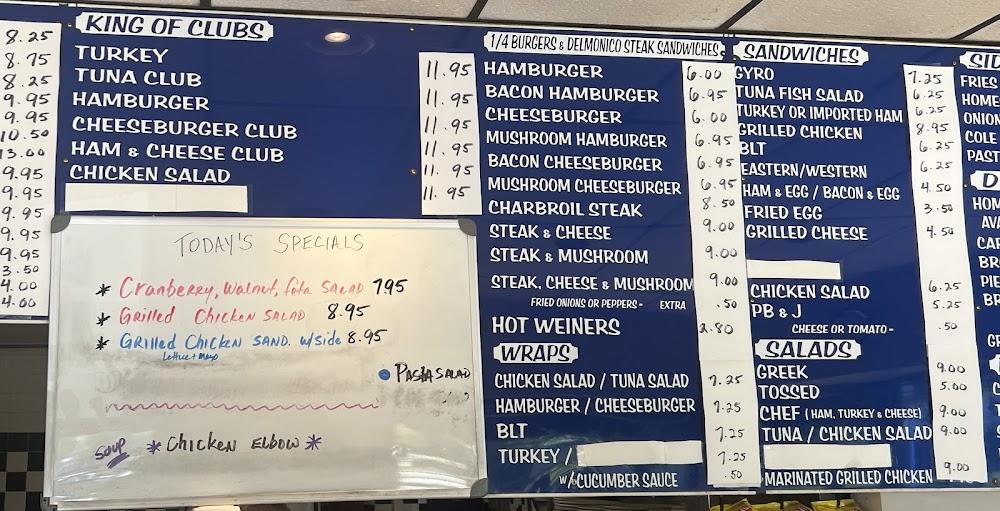 8.25
8.75
8.25
9.95
9.95
10.50
13.00
9.95
9.95
9.95
9.95
9.95
3.50
4.00
4.00
KING OF CLUBS
TURKEY 11.95
TUNA CLUB 11.95
HAMBURGER 11.95
CHEESEBURGER CLUB 11.95
HAM & CHEESE CLUB 11.95
CHICKEN SALAD 11.95
TODAY'S SPECIALS
* Cranberry, Walnut, feta SALAD 7.95
* Grilled Chicken SALAD 8.95
* Grilled Chicken SAND. w/side 8.95
lettuce + mayo
• PASTA SALAD
SOUP * Chicken Elbow *
1/4 BURGERS & DELMONICO STEAK SANDWICHES
HAMBURGER 6.00
BACON HAMBURGER 6.95
CHEESEBURGER 6.00
MUSHROOM HAMBURGER 6.95
BACON CHEESEBURGER 6.95
MUSHROOM CHEESEBURGER 6.95
CHARBROIL STEAK 8.50
STEAK & CHEESE 9.00
STEAK & MUSHROOM 9.00
STEAK, CHEESE & MUSHROOM 9.00
FRIED ONIONS OR PEPPERS - EXTRA .50
HOT WEINERS 2.80
WRAPS
CHICKEN SALAD / TUNA SALAD 7.25
HAMBURGER / CHEESEBURGER 7.25
BLT 7.25
TURKEY / 7.25
W/CUCUMBER SAUCE .50
SANDWICHES
GYRO 7.25
TUNA FISH SALAD 6.25
TURKEY OR IMPORTED HAM 6.25
GRILLED CHICKEN 8.95
BLT 6.25
EASTERN/WESTERN 6.25
HAM & EGG / BACON & EGG 4.50
FRIED EGG 3.50
GRILLED CHEESE 4.50
CHICKEN SALAD 6.25
PB & J 5.25
CHEESE OR TOMATO - .50
SALADS
GREEK 9.00
TOSSED 5.00
CHEF (HAM, TURKEY & CHEESE) 9.00
TUNA / CHICKEN SALAD 9.00
MARINATED GRILLED CHICKEN 9.00
SID
FRIES
HOME
ONION
COLE
PAST
D
HOM
AVA
CAF
BRO
PIE
BR
GR